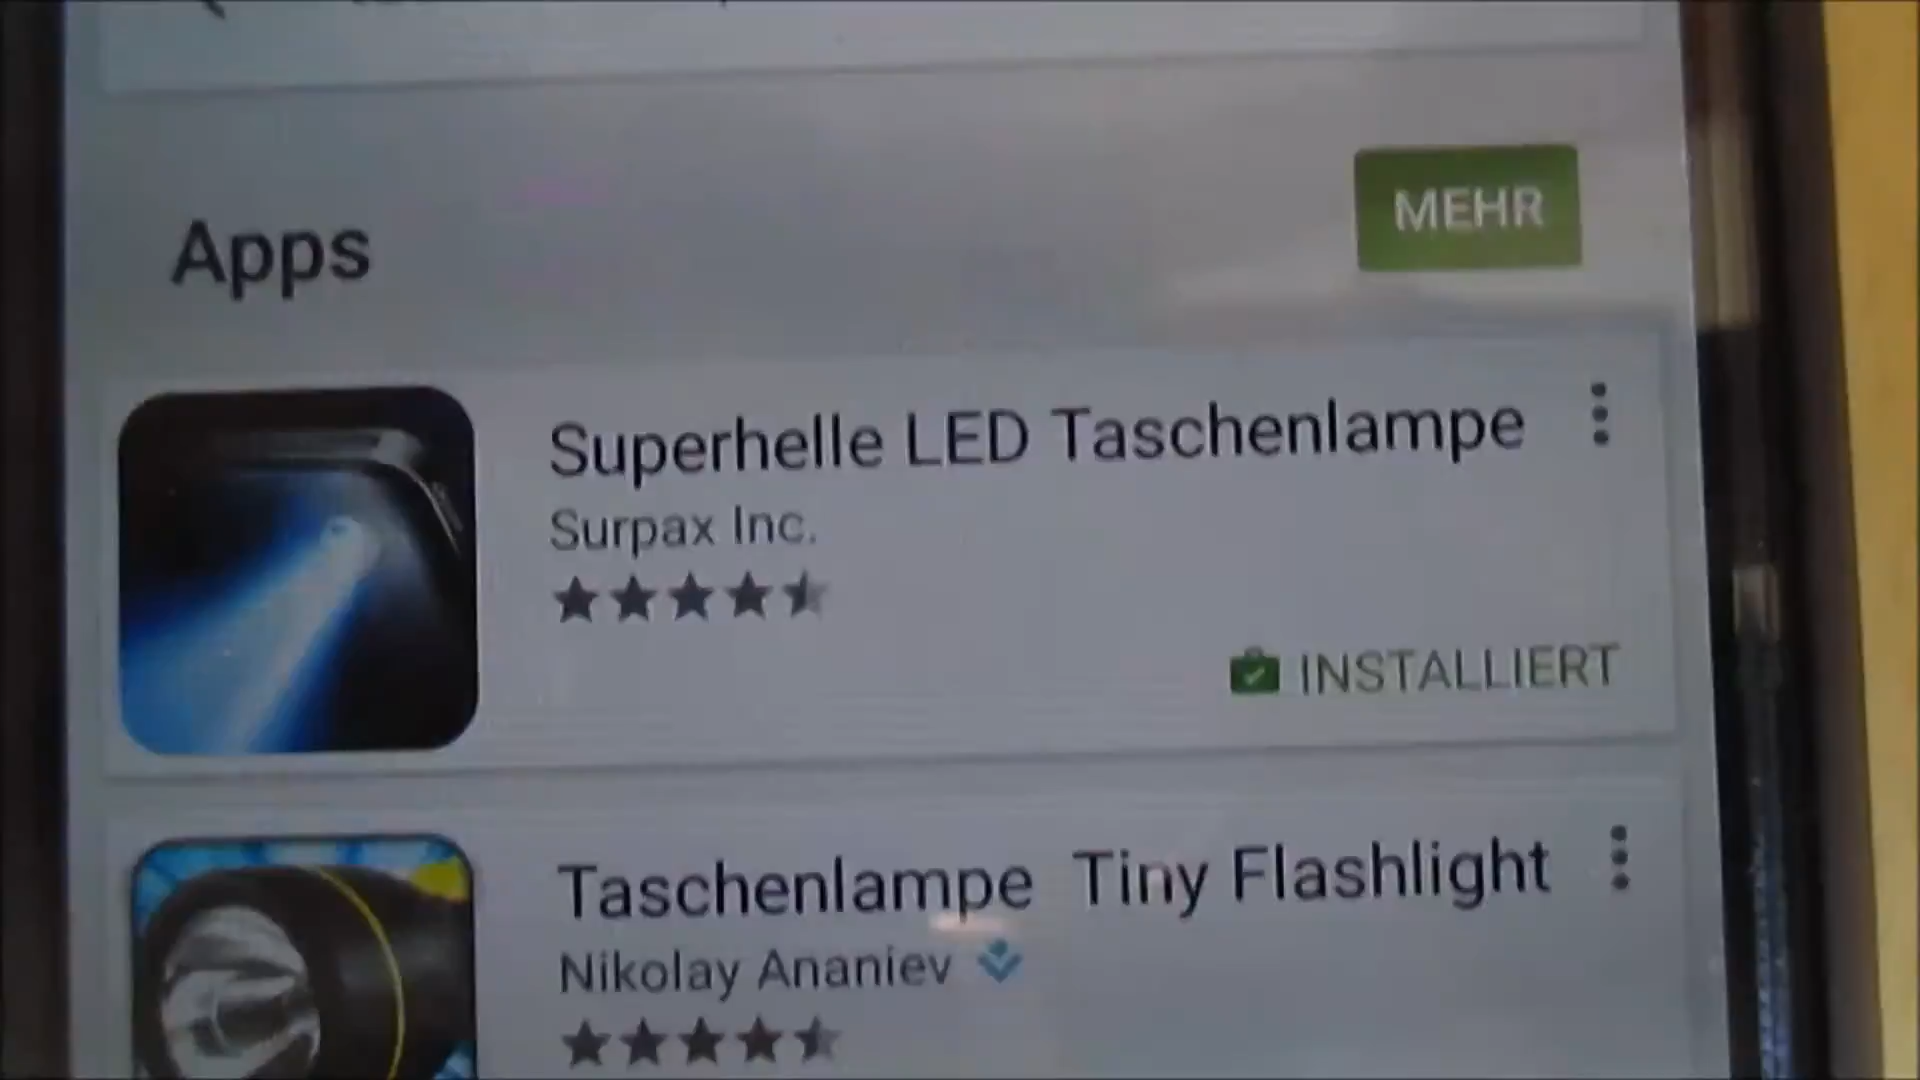 Apps
MEHR
Superhelle LED Taschenlampe
Surpax Inc.
INSTALLIERT
Taschenlampe Tiny Flashlight
Nikolay Ananiev